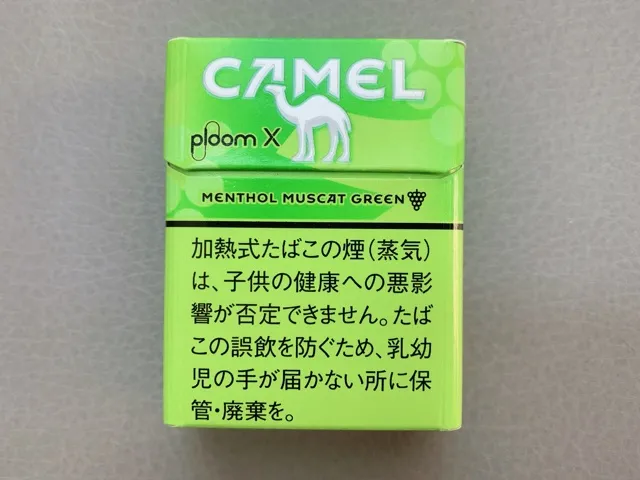 CAMEL
ploom X
MENTHOL MUSCAT GREEN
加熱式たばこの煙(蒸気)
は、子供の健康への悪影
響が否定できません。たば
この誤飲を防ぐため、乳幼
児の手が届かない所に保
管・廃棄を。